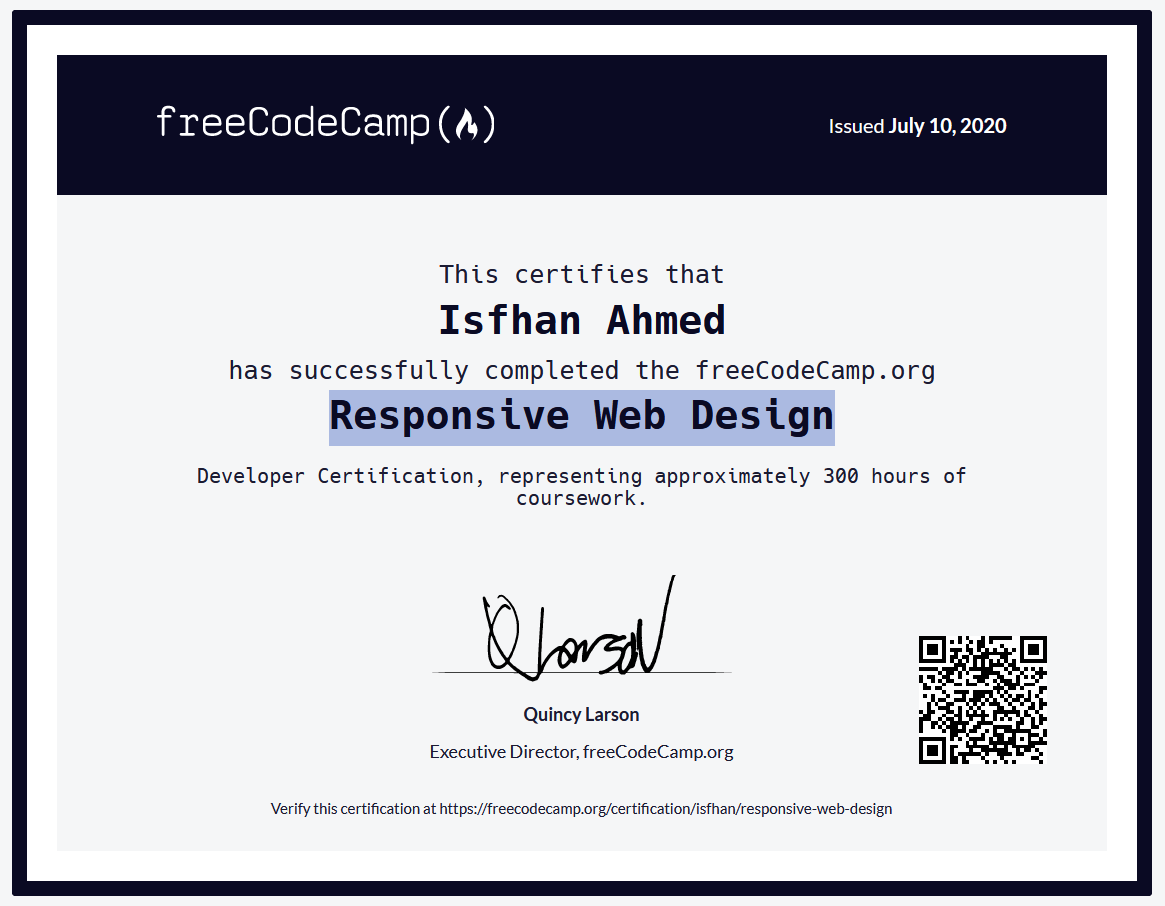 freeCodeCamp
Issued July 10, 2020
This certifies that
Isfhan Ahmed
has successfully completed the freeCodeCamp.org
Responsive Web Design
Developer Certification, representing approximately 300 hours of
coursework.
Q Larson
Quincy Larson
Executive Director, freeCodeCamp.org
Verify this certification at https://freecodecamp.org/certification/isfhan/responsive-web-design